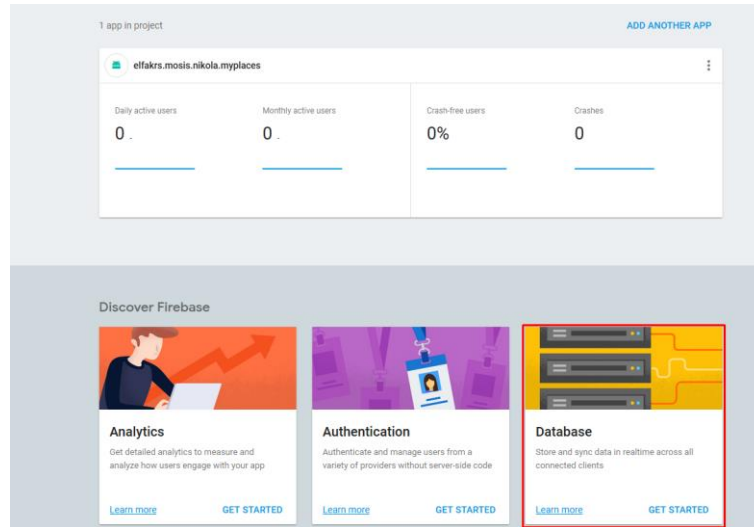 1 app in project
ADD ANOTHER APP
elfakrs.mosis.nikola.myplaces
Daily active users
Monthly active users
Crash-free users
Crashes
0 -
0 -
0%
0
Discover Firebase
Analytics
Get detailed analytics to measure and
analyze how users engage with your app
Learn more
GET STARTED
Authentication
Authenticate and manage users from a
variety of providers without server-side code
Learn more
GET STARTED
Database
Store and sync data in realtime across all
connected clients
Learn more
GET STARTED